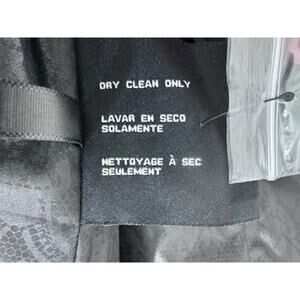 DRY CLEAN ONLY
LAVAR EN SECO
SOLAMENTE
NETTOYAGE À SEC
SEULEMENT